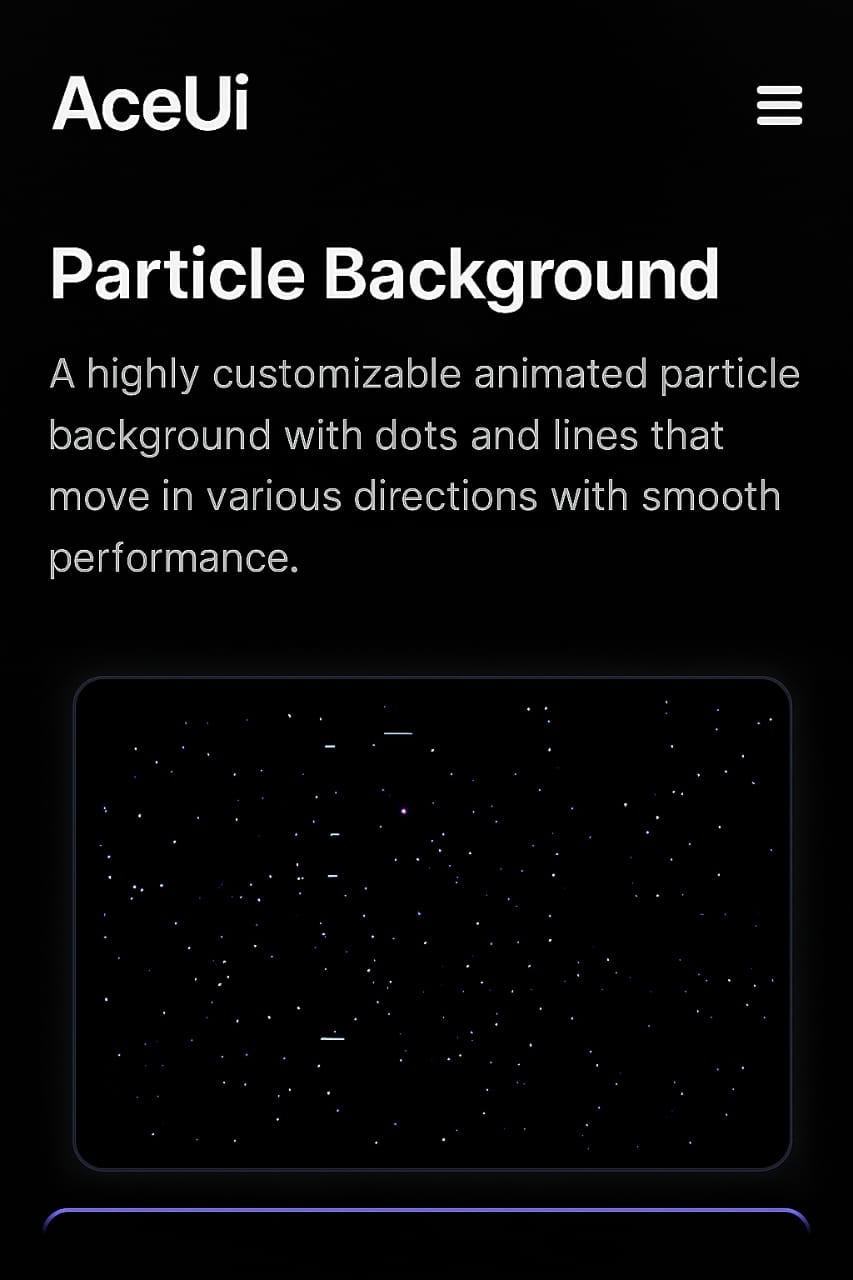 AceUi
Particle Background
A highly customizable animated particle
background with dots and lines that
move in various directions with smooth
performance.